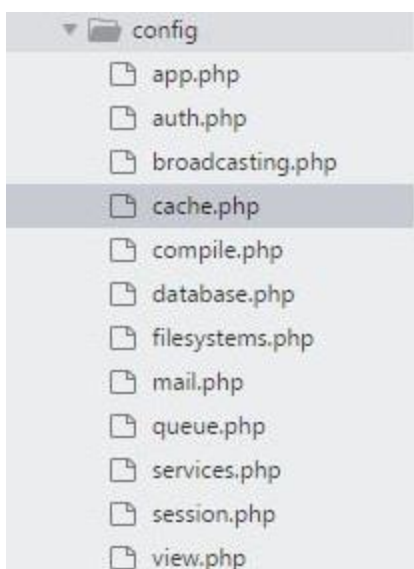 config
app.php
auth.php
broadcasting.php
cache.php
compile.php
database.php
filesystems.php
mail.php
queue.php
services.php
session.php
view.php